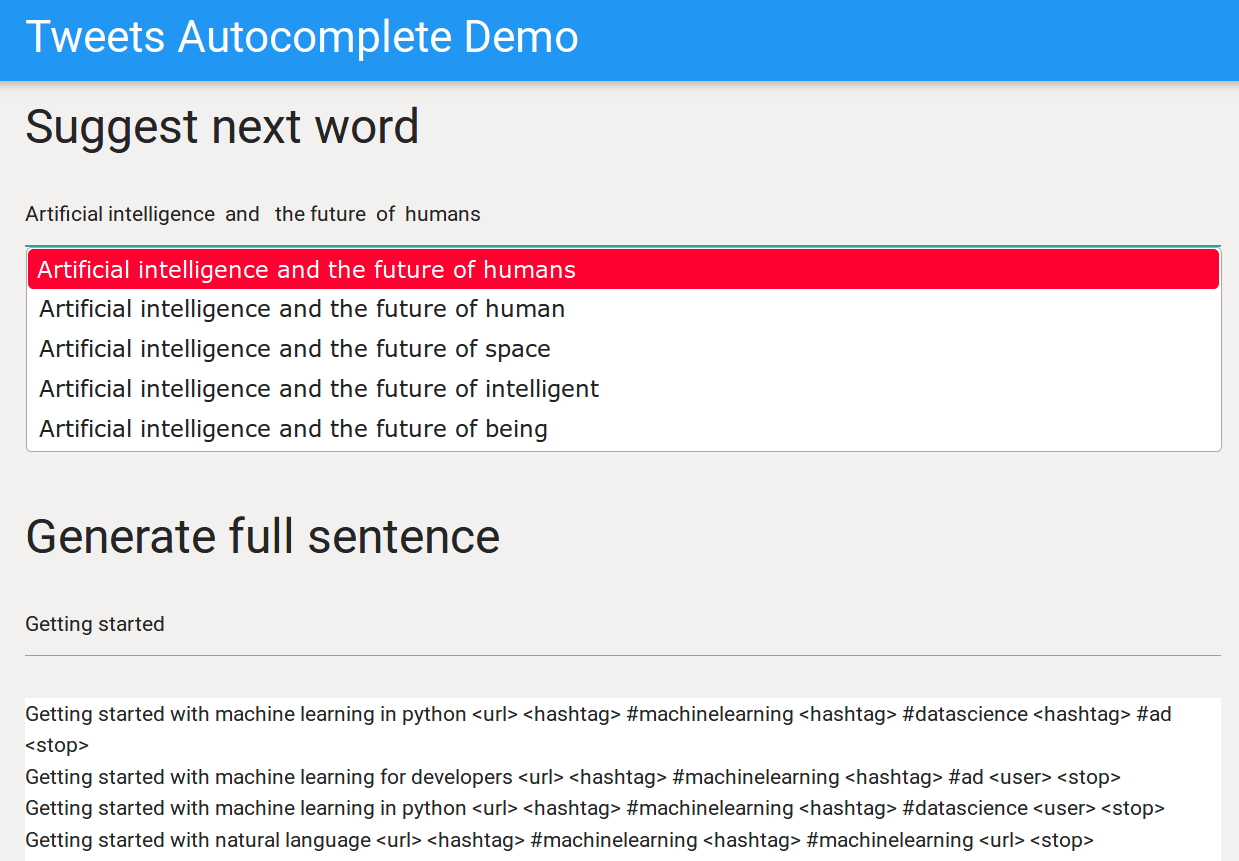 Tweets Autocomplete Demo
Suggest next word
Artificial intelligence and the future of humans
Artificial intelligence and the future of humans
Artificial intelligence and the future of human
Artificial intelligence and the future of space
Artificial intelligence and the future of intelligent
Artificial intelligence and the future of being
Generate full sentence
Getting started
Getting started with machine learning in python <url> <hashtag> #machinelearning <hashtag> #datascience <hashtag> #ad
<stop>
Getting started with machine learning for developers <url> <hashtag> #machinelearning <hashtag> #ad <user> <stop>
Getting started with machine learning in python <url> <hashtag> #machinelearning <hashtag> #datascience <user> <stop>
Getting started with natural language <url> <hashtag> #machinelearning <hashtag> #machinelearning <url> <stop>